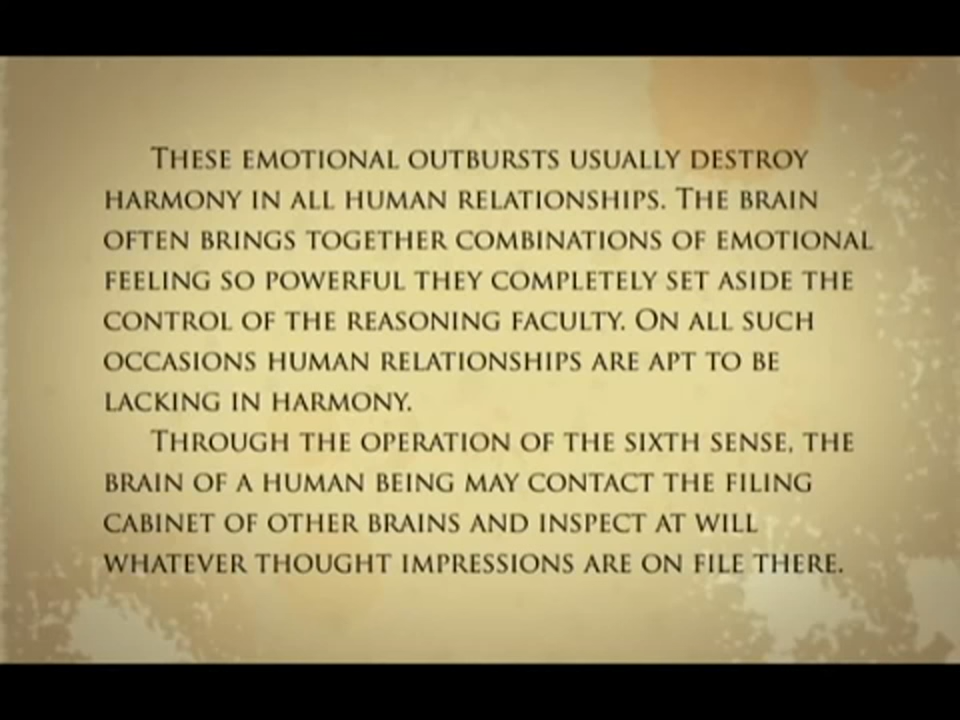 These emotional outbursts usually destroy
harmony in all human relationships. The brain
often brings together combinations of emotional
feeling so powerful they completely set aside the
control of the reasoning faculty. On all such
occasions human relationships are apt to be
lacking in harmony.
Through the operation of the sixth sense, the
brain of a human being may contact the filing
cabinet of other brains and inspect at will
whatever thought impressions are on file there.